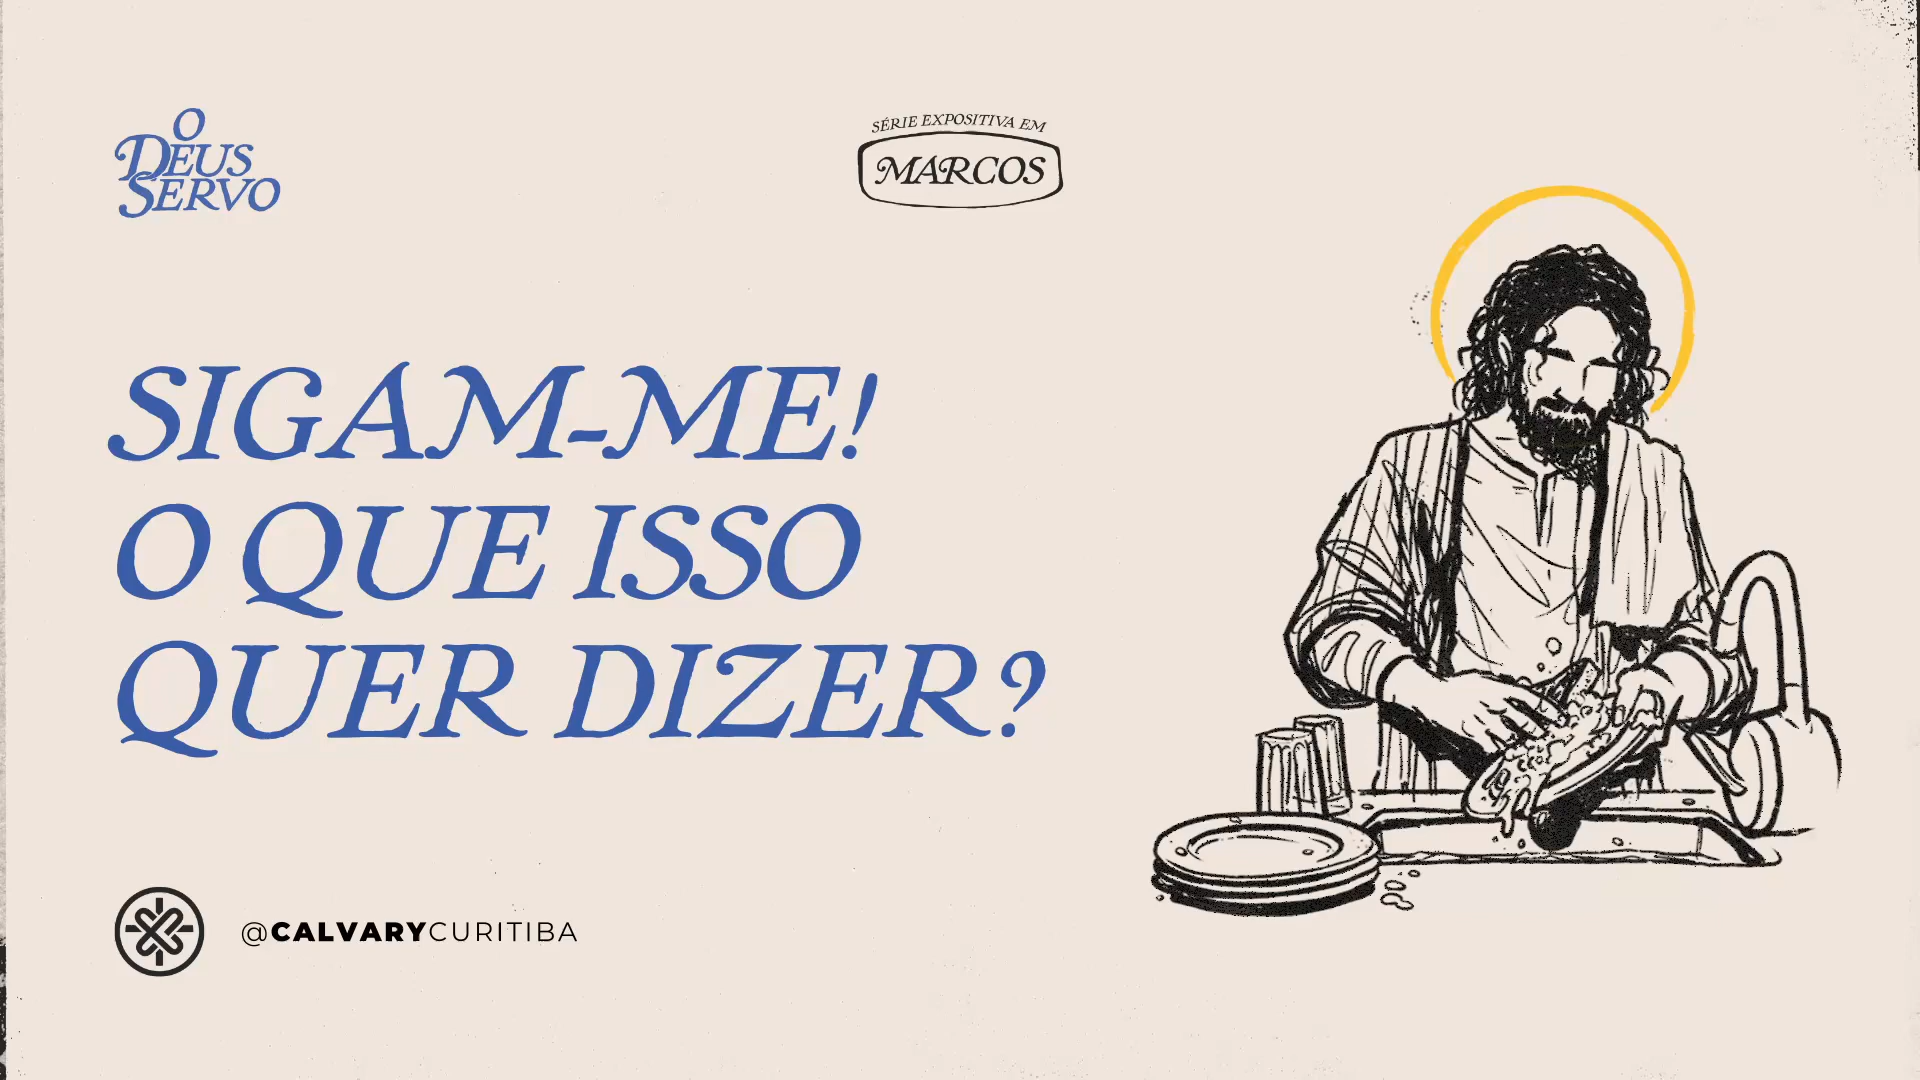 O
DEUS
SERVO
SÉRIE EXPOSITIVA EM
MARCOS
SIGAM-ME!
O QUE ISSO
QUER DIZER?
@CALVARYCURITIBA